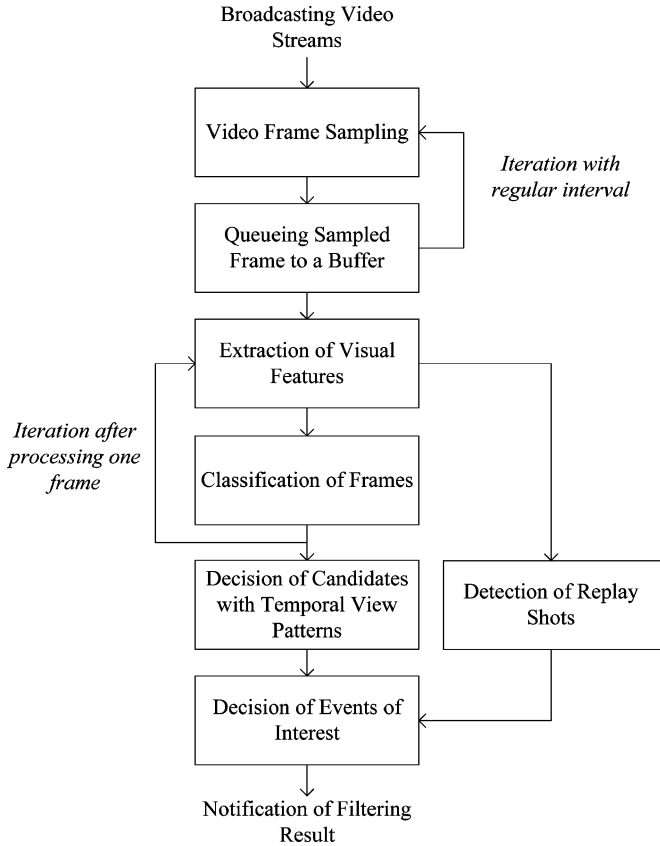 Broadcasting Video
Streams
Video Frame Sampling
Iteration with
regular interval
Queueing Sampled
Frame to a Buffer
Extraction of Visual
Features
Iteration after
processing one
frame
Classification of Frames
Decision of Candidates
with Temporal View
Patterns
Detection of Replay
Shots
Decision of Events of
Interest
Notification of Filtering
Result